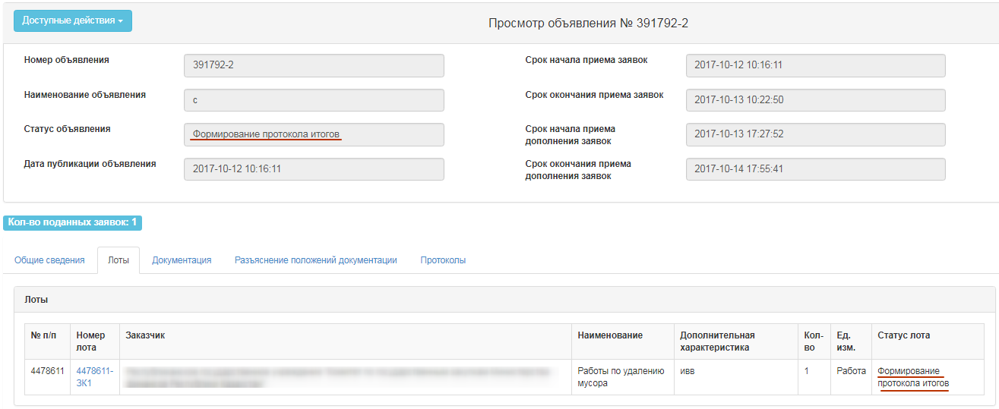 Доступные действия
Просмотр объявления № 391792-2
Номер объявления
391792-2
Срок начала приема заявок
2017-10-12 10:16:11
Наименование объявления
с
Срок окончания приема заявок
2017-10-13 10:22:50
Статус объявления
Формирование протокола итогов
Срок начала приема
дополнения заявок
2017-10-13 17:27:52
Дата публикации объявления
2017-10-12 10:16:11
Срок окончания приема
дополнения заявок
2017-10-14 17:55:41
Кол-во поданных заявок: 1
Общие сведения
Лоты
Документация
Разъяснение положений документации
Протоколы
Лоты
№ п/п
Номер
лота
Заказчик
Наименование
Дополнительная
характеристика
Кол-
во
Ед.
изм.
Статус лота
4478611
4478611-
ЗК1
Работы по удалению
мусора
ивв
1
Работа
Формирование
протокола итогов